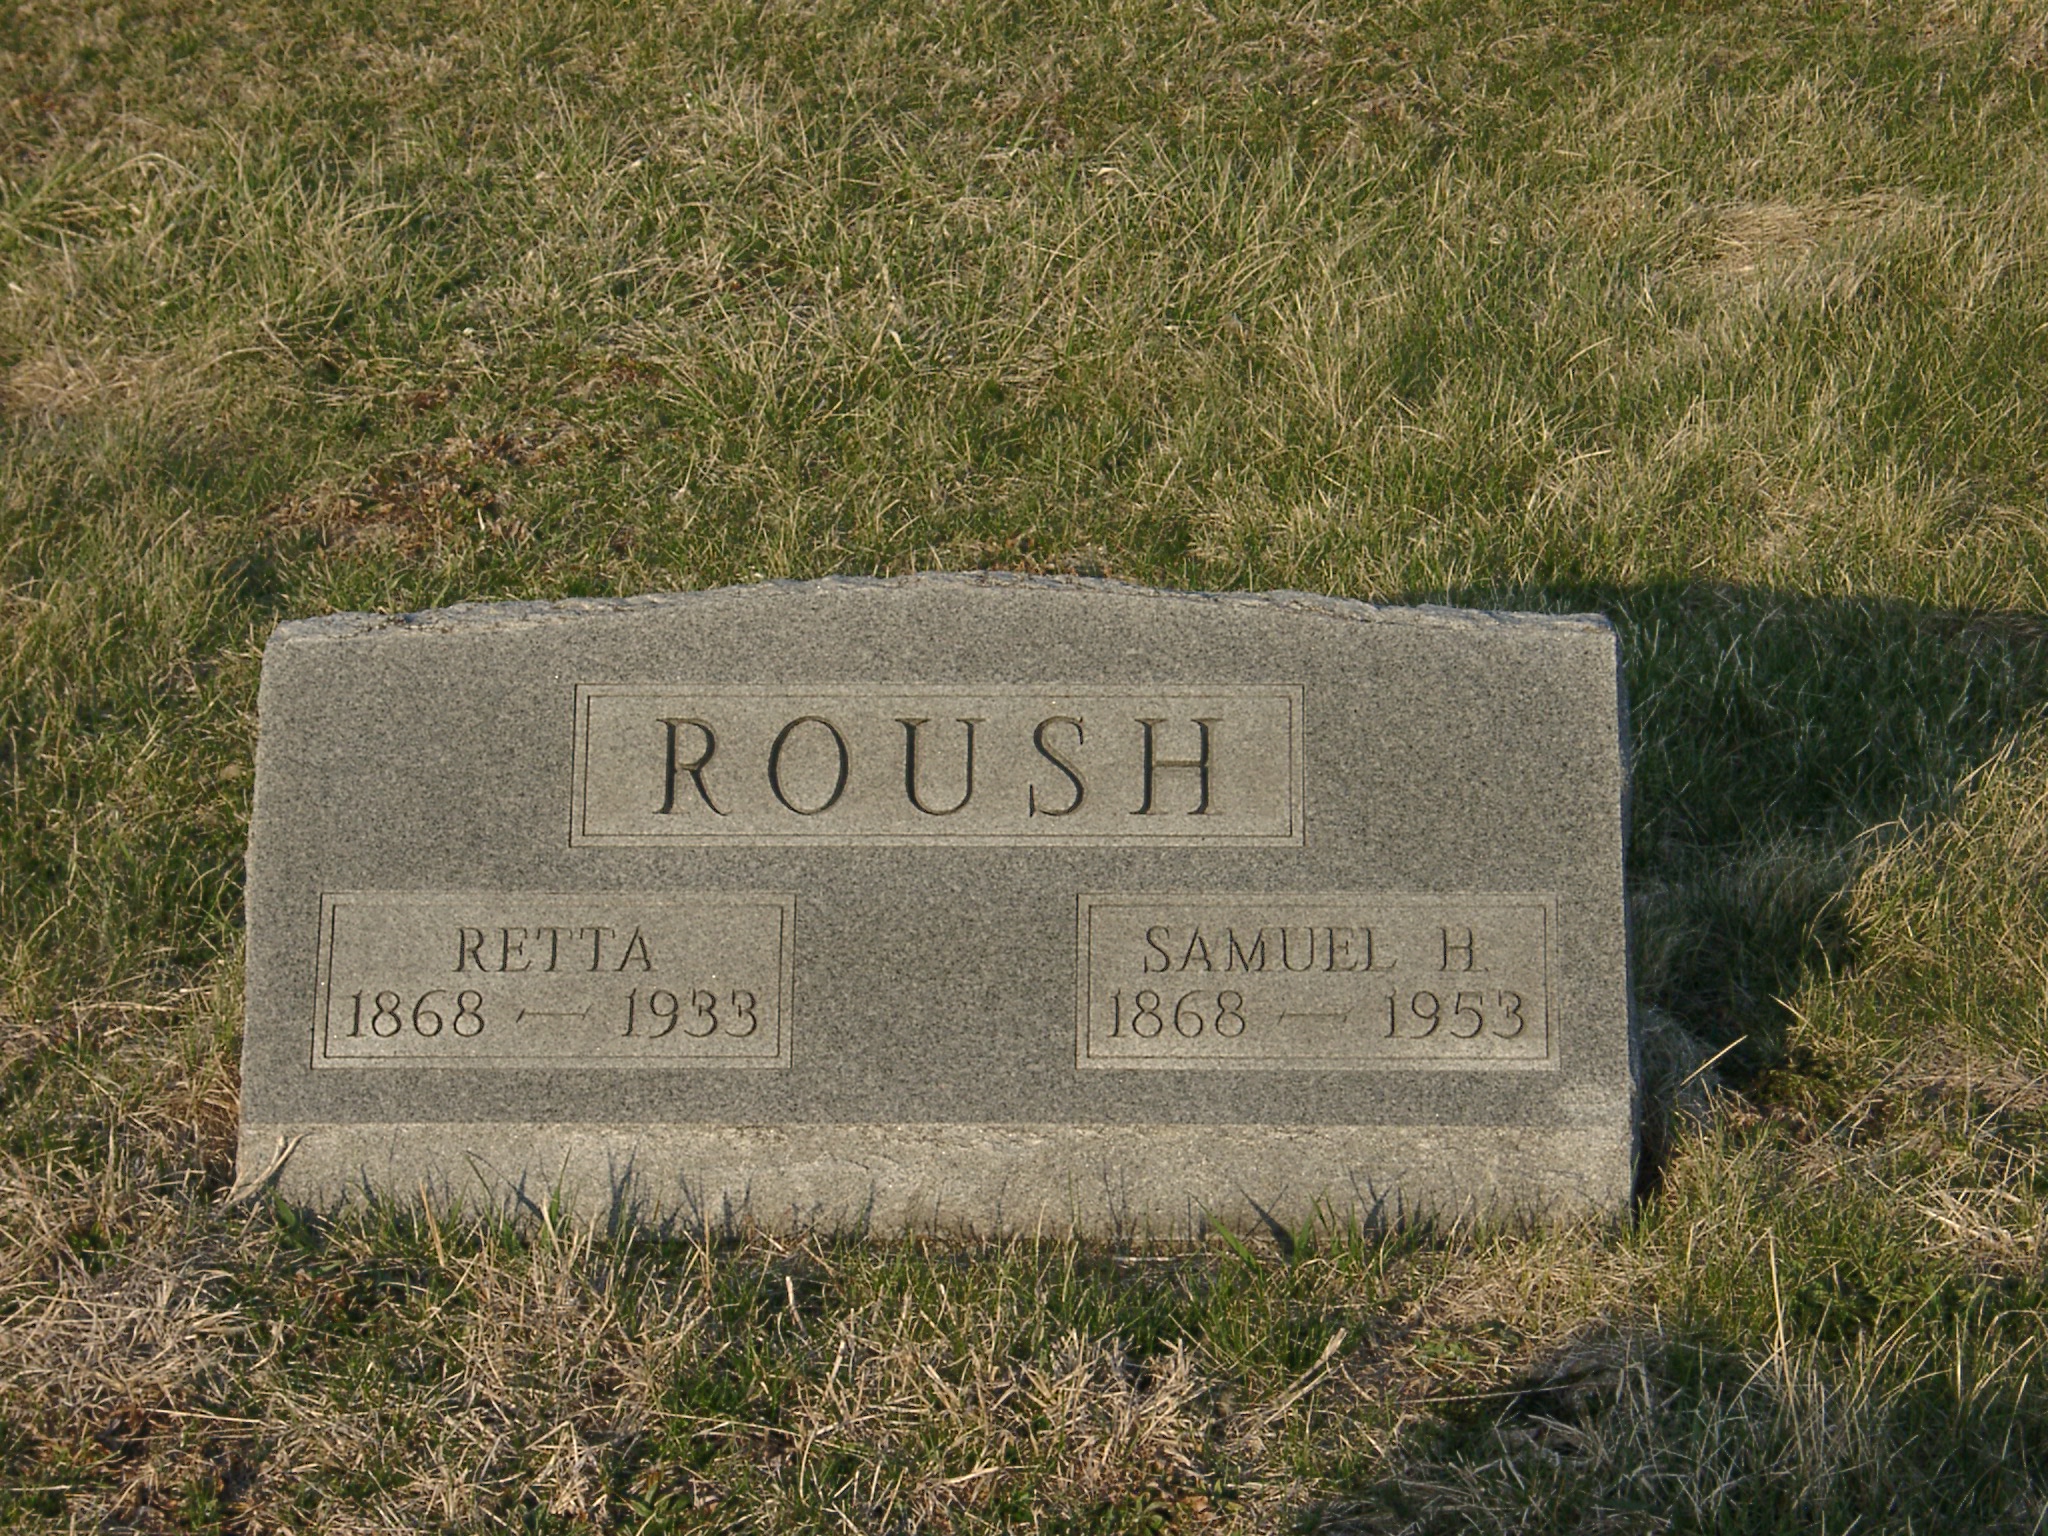 ROUSH
RETTA
1868 — 1933
SAMUEL H.
1868 — 1953